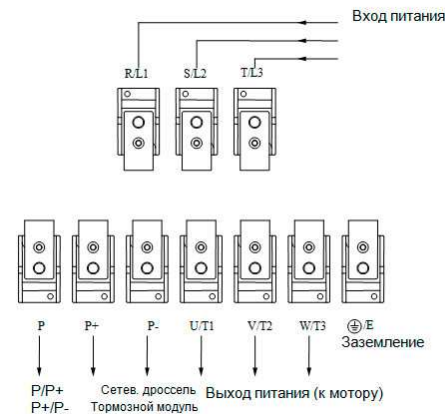 Вход питания
R/L1 S/L2 T/L3
P P+ P- U/T1 V/T2 W/T3 /E
Заземление
P/P+ Сетев. дроссель Выход питания (к мотору)
P+/P- Тормозной модуль